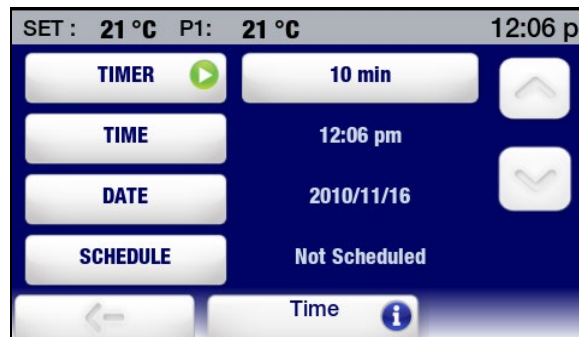 SET : 21 °C P1: 21 °C 12:06 p
TIMER 10 min
TIME 12:06 pm
DATE 2010/11/16
SCHEDULE Not Scheduled
Time i